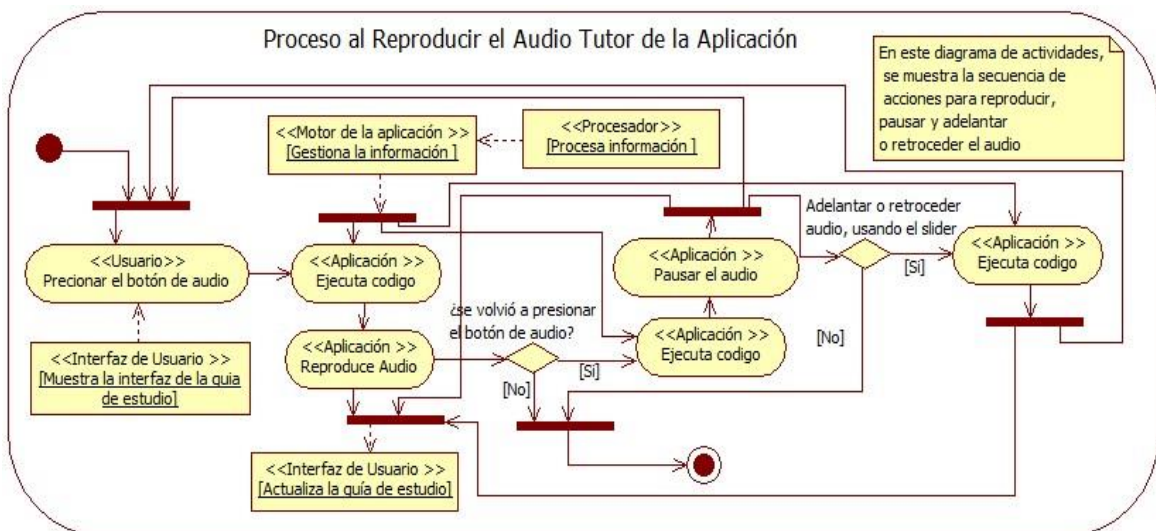 Proceso al Reproducir el Audio Tutor de la Aplicación
En este diagrama de actividades,
se muestra la secuencia de
acciones para reproducir,
pausar y adelantar
o retroceder el audio
<<Motor de la aplicación >>
[Gestiona la información ]
<<Procesador>>
[Procesa información ]
<<Usuario>>
Precionar el botón de audio
<<Aplicación >>
Ejecuta codigo
<<Aplicación >>
Pausar el audio
Adelantar o retroceder
audio, usando el slider
[Si]
[No]
<<Aplicación >>
Ejecuta codigo
<<Interfaz de Usuario >>
[Muestra la interfaz de la guia
de estudio]
<<Aplicación >>
Reproduce Audio
¿se volvió a presionar
el botón de audio?
[Si]
[No]
<<Aplicación >>
Ejecuta codigo
<<Interfaz de Usuario >>
[Actualiza la guía de estudio]